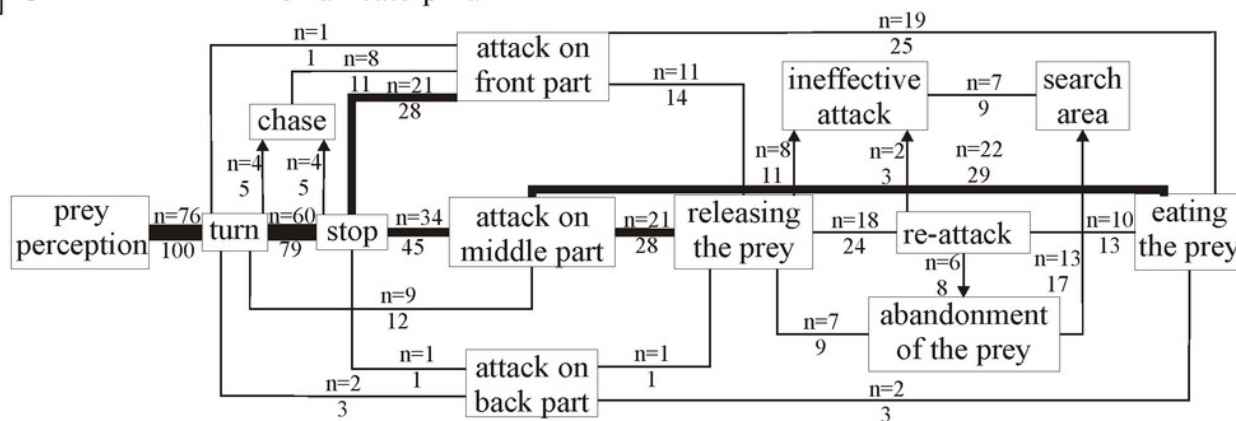 n=1
1
n=8
11
n=21
28
attack on
front part
n=19
25
n=11
14
ineffective
attack
n=7
9
search
area
chase
n=4
5
n=4
5
n=8
11
n=2
3
n=22
29
prey
perception
n=76
100
turn
n=60
79
stop
n=34
45
attack on
middle part
n=21
28
releasing
the prey
n=18
24
re-attack
n=10
13
eating
the prey
n=6
8
n=13
17
n=9
12
n=7
9
abandonment
of the prey
n=1
1
attack on
back part
n=1
1
n=2
3
n=2
3